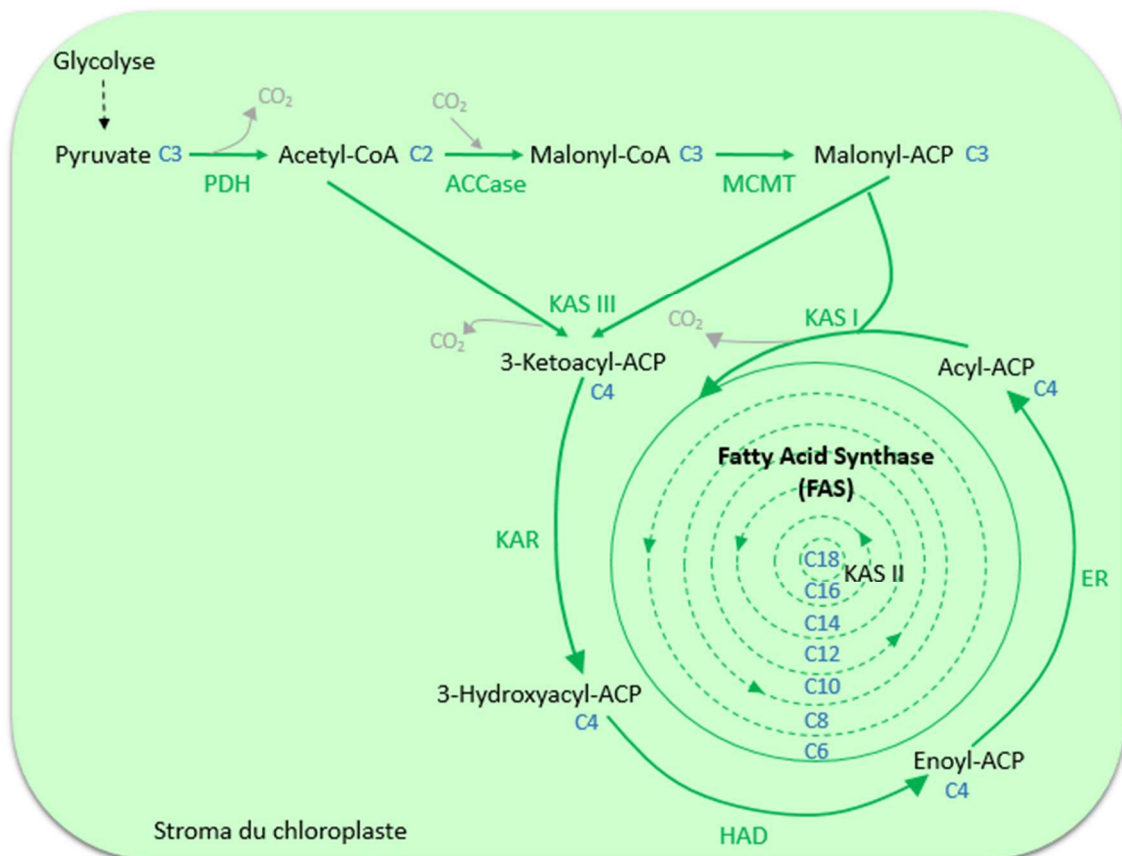 Glycolyse
CO2
CO2
Pyruvate C3
Acetyl-CoA C2
Malonyl-CoA C3
Malonyl-ACP C3
PDH
ACCase
MCMT
KAS III
KAS I
CO2
CO2
3-Ketoacyl-ACP
C4
Acyl-ACP
C4
Fatty Acid Synthase
(FAS)
KAR
C18
KAS II
C16
ER
C14
C12
C10
3-Hydroxyacyl-ACP
C4
C8
C6
Enoyl-ACP
C4
Stroma du chloroplaste
HAD